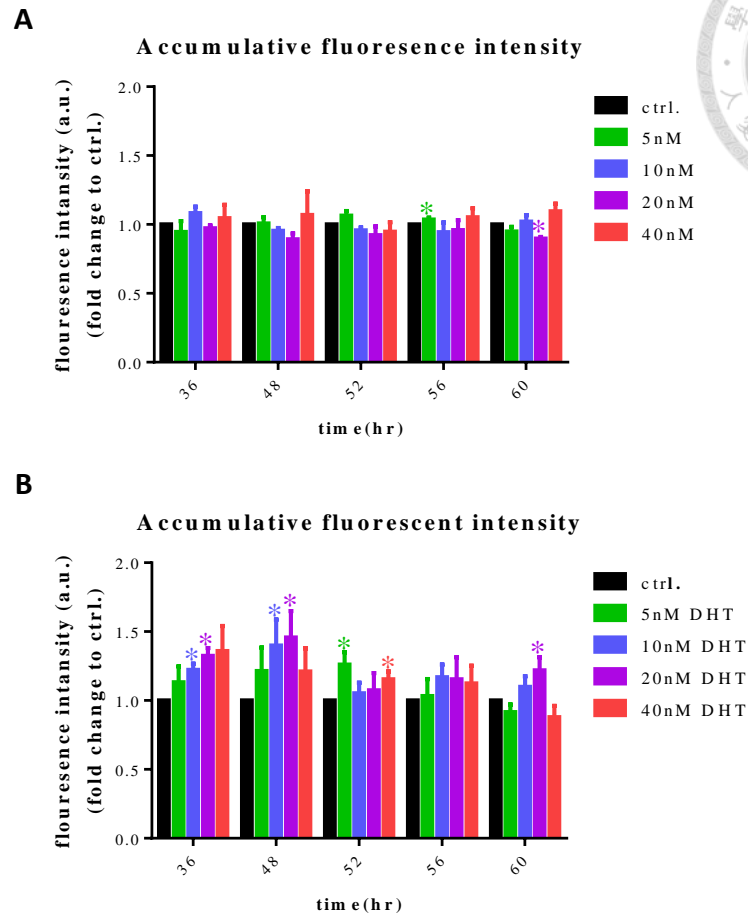 A
Accumulative fluoresence intensity
flouresence intansity (a.u.)
(fold change to ctrl.)
2.0
1.5
1.0
0.5
0.0
*
*
36
48
52
56
60
time(hr)
ctrl.
5nM
10nM
20nM
40nM
學
人
B
Accumulative fluorescent intensity
flouresence intansity (a.u.)
(fold change to ctrl.)
2.0
1.5
1.0
0.5
0.0
*
*
*
*
*
*
*
36
48
52
56
60
time(hr)
ctrl.
5nM DHT
10nM DHT
20nM DHT
40nM DHT